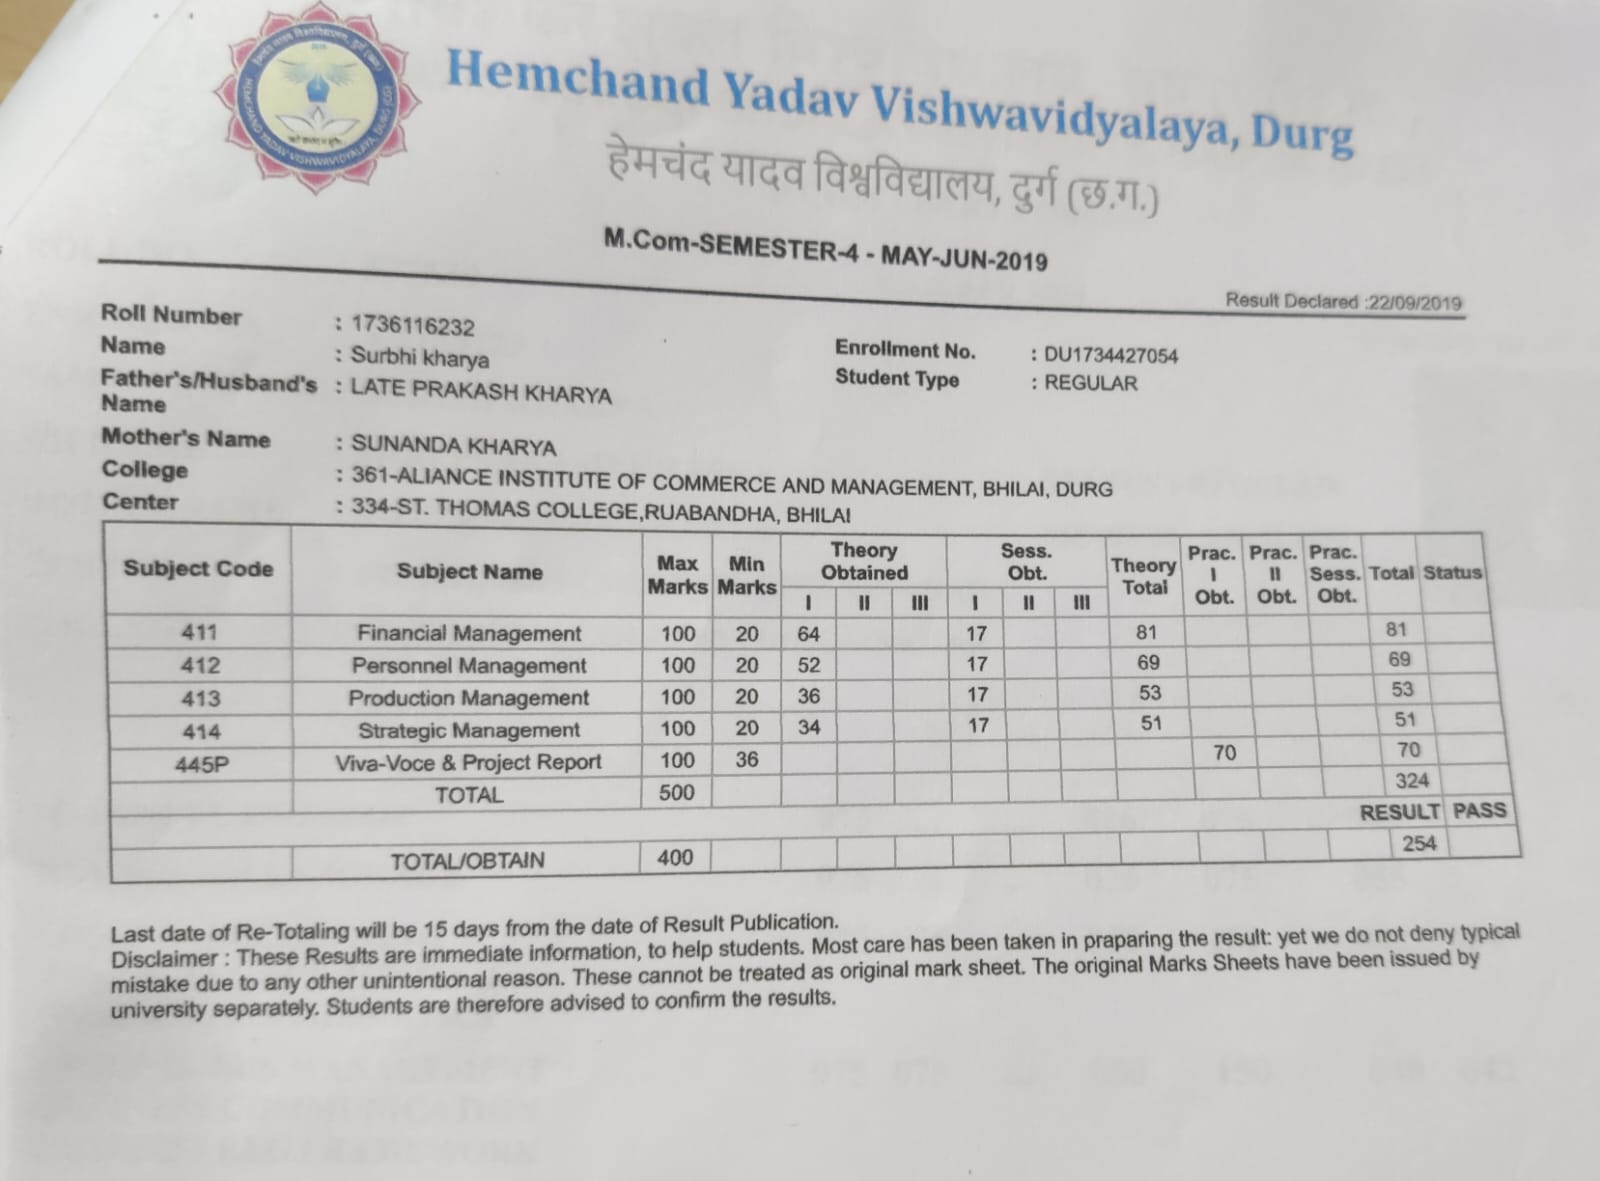 Hemchand Yadav Vishwavidyalaya, Durg
हेमचंद यादव विश्वविद्यालय, दुर्ग (छ.ग.)
HEMCHAND YADAV VISHWAVIDYALAYA, DURG (CG)
M.Com-SEMESTER-4 - MAY-JUN-2019
Result Declared :22/09/2019
Roll Number : 1736116232
Name : Surbhi kharya
Enrollment No. : DU1734427054
Father's/Husband's Name : LATE PRAKASH KHARYA
Student Type : REGULAR
Mother's Name : SUNANDA KHARYA
College : 361-ALIANCE INSTITUTE OF COMMERCE AND MANAGEMENT, BHILAI, DURG
Center : 334-ST. THOMAS COLLEGE,RUABANDHA, BHILAI
Subject Code Subject Name Max Marks Min Marks Theory Obtained Sess. Obt. Theory Total Prac. I Obt. Prac. II Obt. Prac. Sess. Obt. Total Status
I II III I II III
411 Financial Management 100 20 64 17 81 81
412 Personnel Management 100 20 52 17 69 69
413 Production Management 100 20 36 17 53 53
414 Strategic Management 100 20 34 17 51 51
445P Viva-Voce & Project Report 100 36 70 70
TOTAL 500 324
RESULT PASS
TOTAL/OBTAIN 400 254
Last date of Re-Totaling will be 15 days from the date of Result Publication.
Disclaimer : These Results are immediate information, to help students. Most care has been taken in praparing the result: yet we do not deny typical
mistake due to any other unintentional reason. These cannot be treated as original mark sheet. The original Marks Sheets have been issued by
university separately. Students are therefore advised to confirm the results.